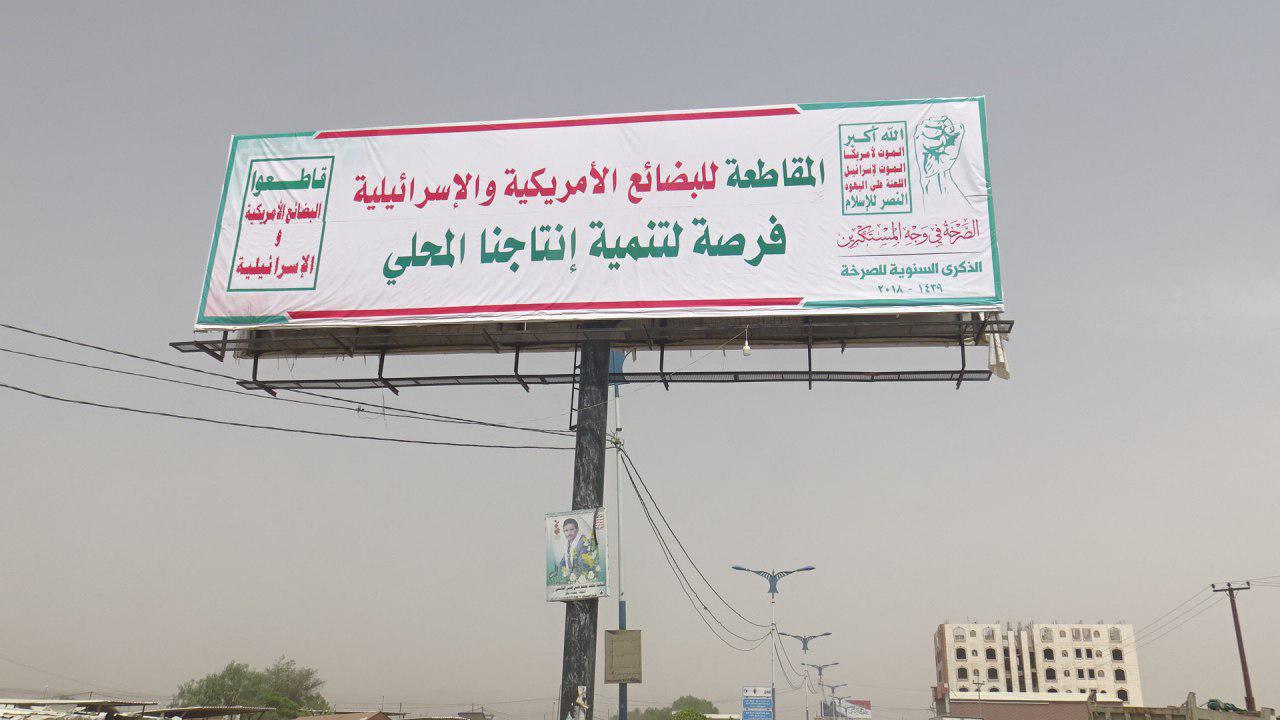 الله أكبر
الموت لأمريكا
الموت لإسرائيل
اللعنة على اليهود
النصر للإسلام
الصرخة في وجه المستكبرين
الذكرى السنوية للصرخة
١٤٣٩ - ٢٠١٨
المقاطعة للبضائع الأمريكية والإسرائيلية
فرصة لتنمية إنتاجنا المحلي
قاطعوا
البضائع الأمريكية
و
الإسرائيلية